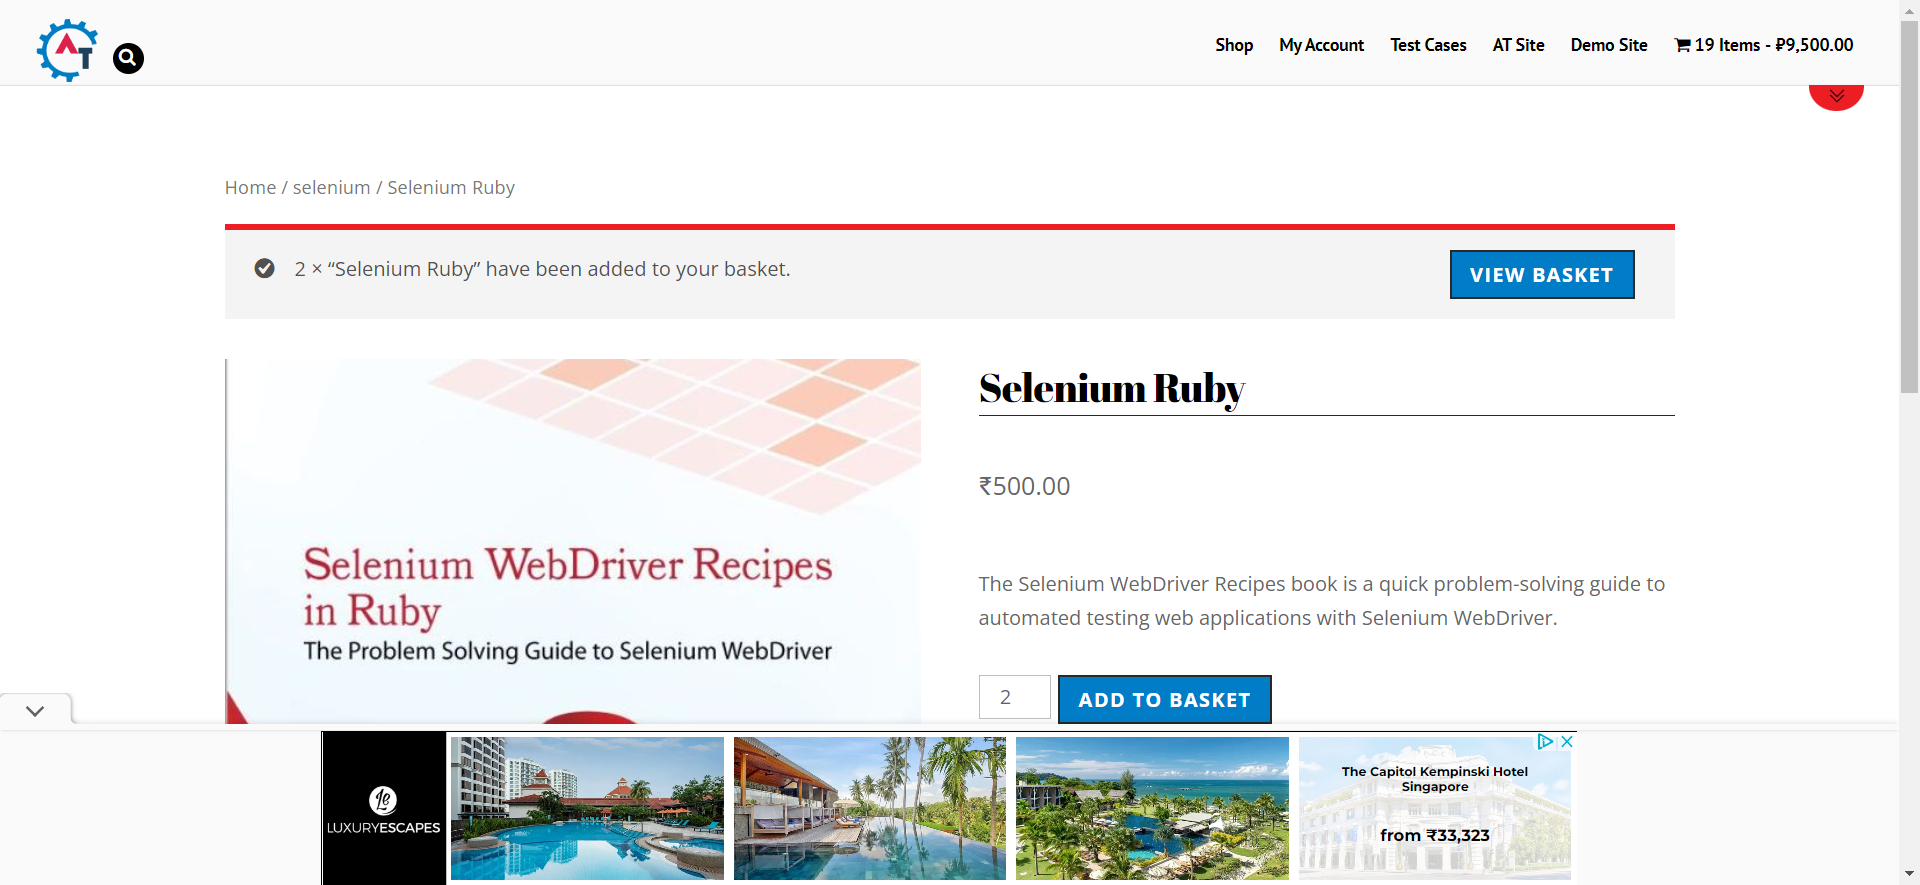 AT
Shop
My Account
Test Cases
AT Site
Demo Site
19 Items - ₽9,500.00
Home / selenium / Selenium Ruby
2 × “Selenium Ruby” have been added to your basket.
VIEW BASKET
Selenium WebDriver Recipes
in Ruby
The Problem Solving Guide to Selenium WebDriver
Selenium Ruby
₹500.00
The Selenium WebDriver Recipes book is a quick problem-solving guide to
automated testing web applications with Selenium WebDriver.
2
ADD TO BASKET
le
LUXURYESCAPES
The Capitol Kempinski Hotel
Singapore
from ₹33,323